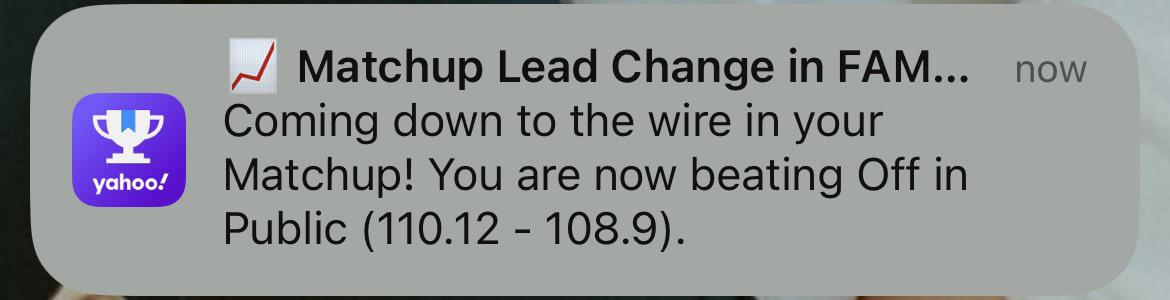 📈 Matchup Lead Change in FAM... now
Coming down to the wire in your
Matchup! You are now beating Off in
Public (110.12 - 108.9).
yahoo!